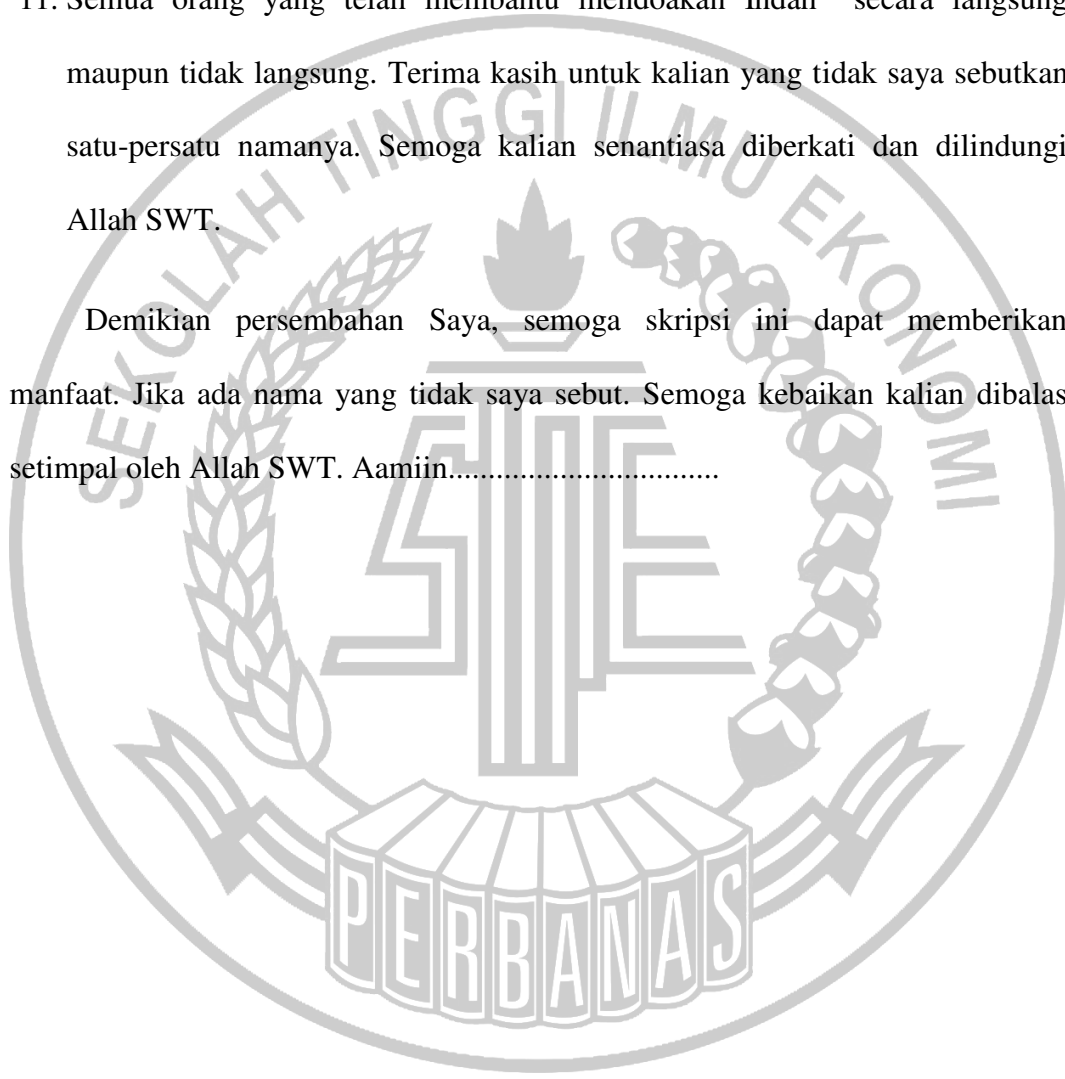 11. Semua orang yang telah membantu mendoakan Indah secara langsung
maupun tidak langsung. Terima kasih untuk kalian yang tidak saya sebutkan
satu-persatu namanya. Semoga kalian senantiasa diberkati dan dilindungi
Allah SWT.
Demikian persembahan Saya, semoga skripsi ini dapat memberikan
manfaat. Jika ada nama yang tidak saya sebut. Semoga kebaikan kalian dibalas
setimpal oleh Allah SWT. Aamiin.................................
SEKOLAH TINGGI ILMU EKONOMI
STIE
PERBANAS